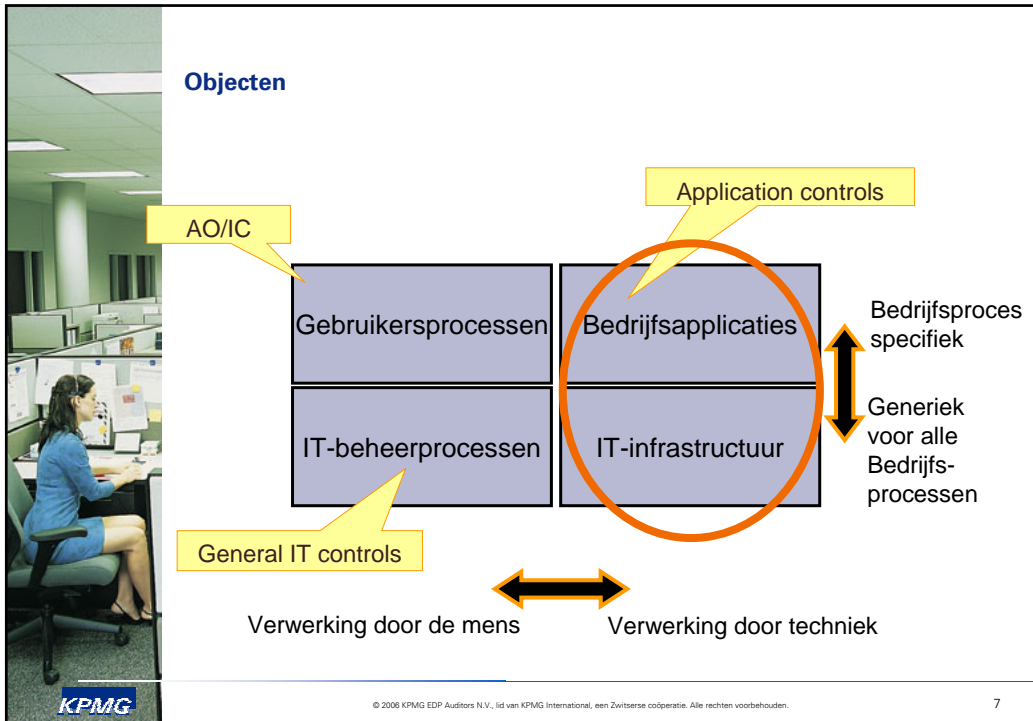 Objecten
Application controls
AO/IC
Gebruikersprocessen
Bedrijfsapplicaties
Bedrijfsproces
specifiek
Generiek
voor alle
Bedrijfs-
processen
IT-beheerprocessen
IT-infrastructuur
General IT controls
Verwerking door de mens
Verwerking door techniek
KPMG
© 2006 KPMG EDP Auditors N.V., lid van KPMG International, een Zwitserse coöperatie. Alle rechten voorbehouden.
7